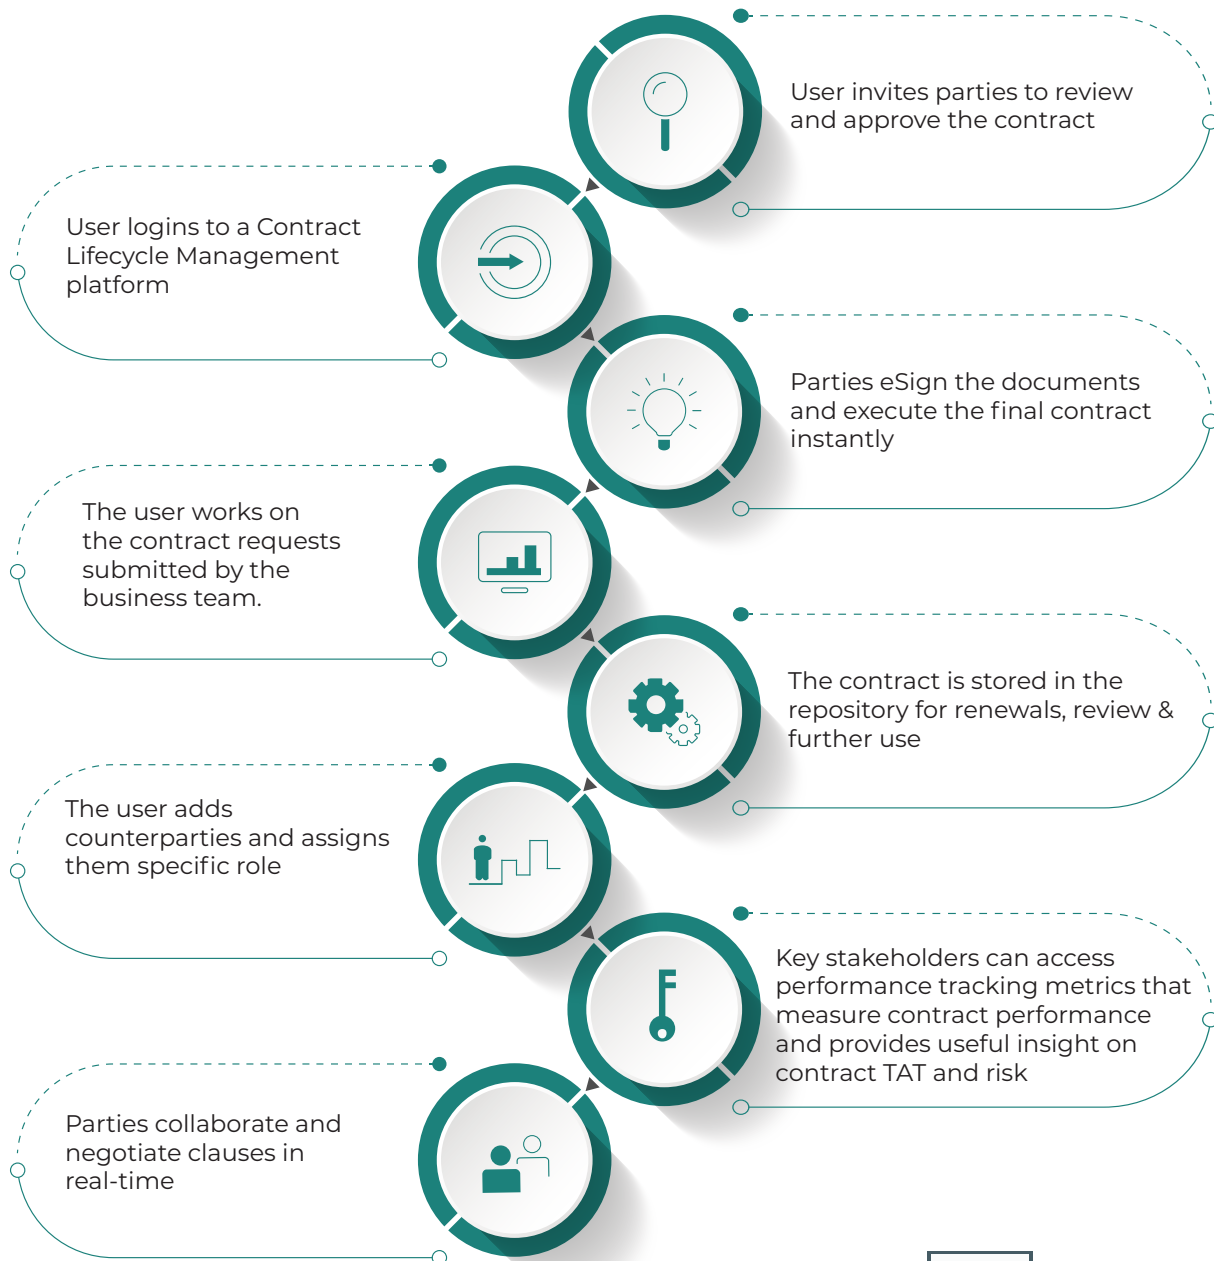 User invites parties to review
and approve the contract
User logins to a Contract
Lifecycle Management
platform
Parties eSign the documents
and execute the final contract
instantly
The user works on
the contract requests
submitted by the
business team.
The contract is stored in the
repository for renewals, review &
further use
The user adds
counterparties and assigns
them specific role
Key stakeholders can access
performance tracking metrics that
measure contract performance
and provides useful insight on
contract TAT and risk
Parties collaborate and
negotiate clauses in
real-time